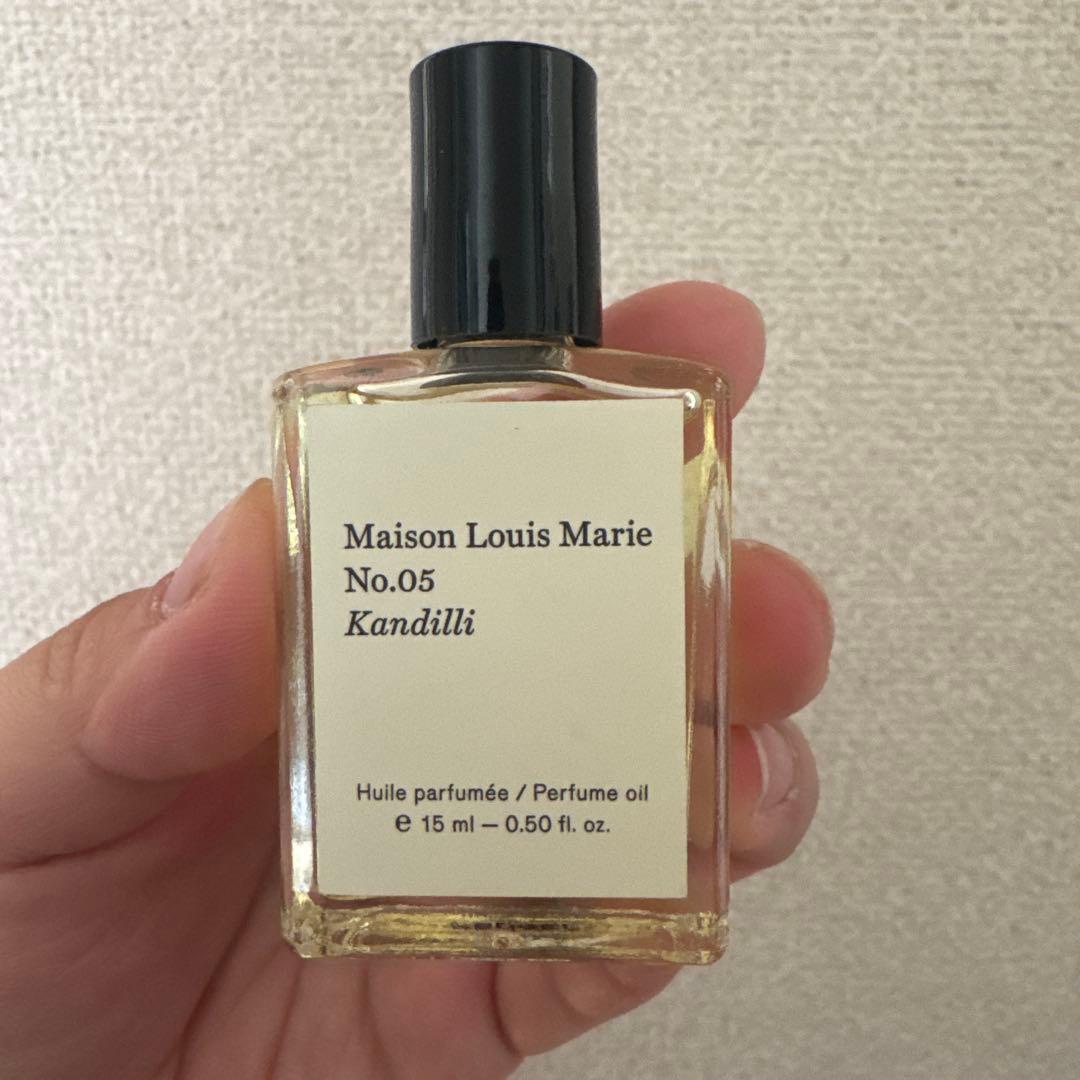 Maison Louis Marie
No.05
Kandilli
Huile parfumée / Perfume oil
℮ 15 ml – 0.50 fl. oz.